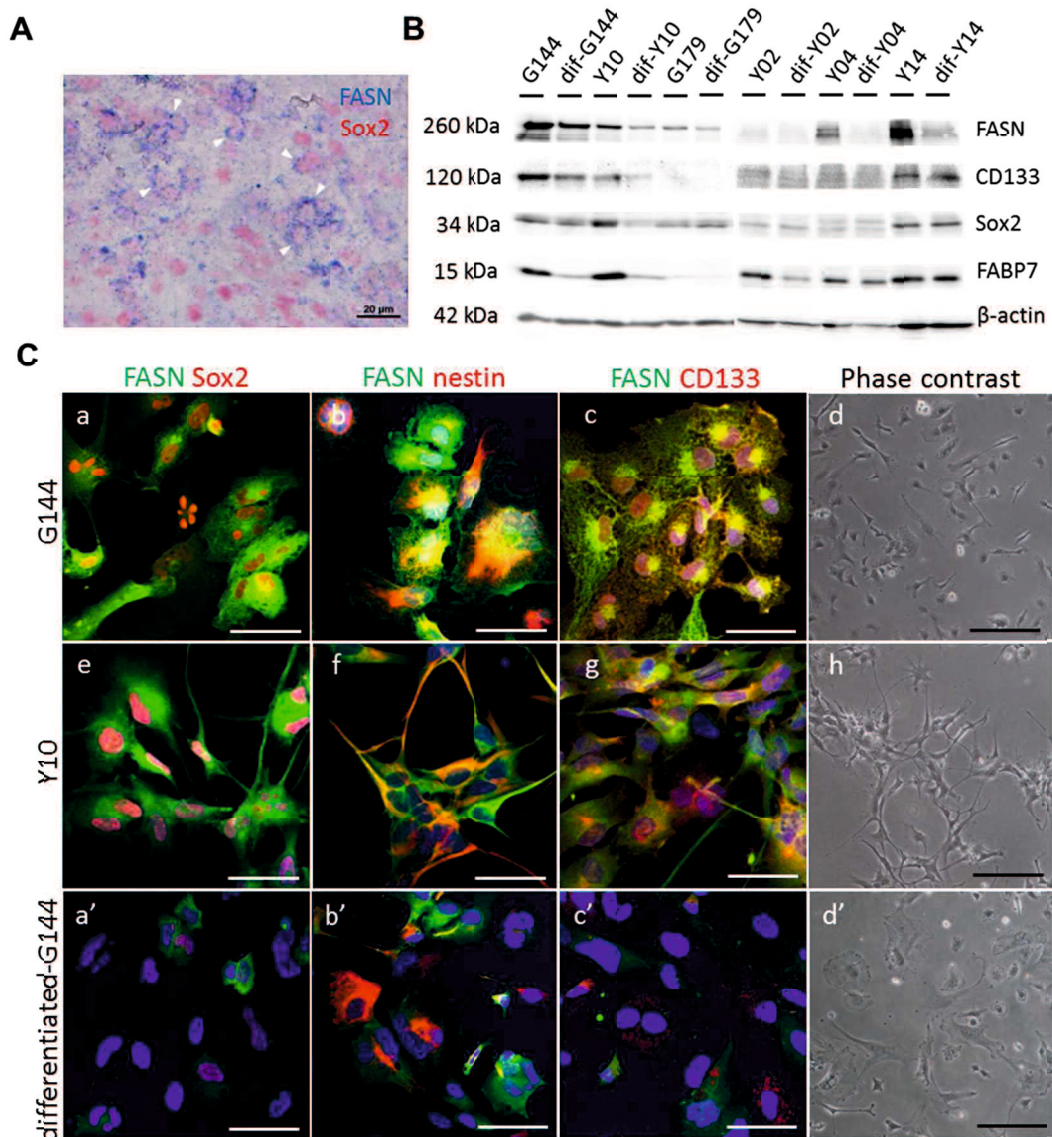 A
FASN
Sox2
20 µm
B
G144 dif-G144 Y10 dif-Y10 G179 dif-G179 Y02 dif-Y02 Y04 dif-Y04 Y14 dif-Y14
260 kDa FASN
120 kDa CD133
34 kDa Sox2
15 kDa FABP7
42 kDa β-actin
C
FASN Sox2 FASN nestin FASN CD133 Phase contrast
G144
a b c d
Y10
e f g h
differentiated-G144
a' b' c' d'